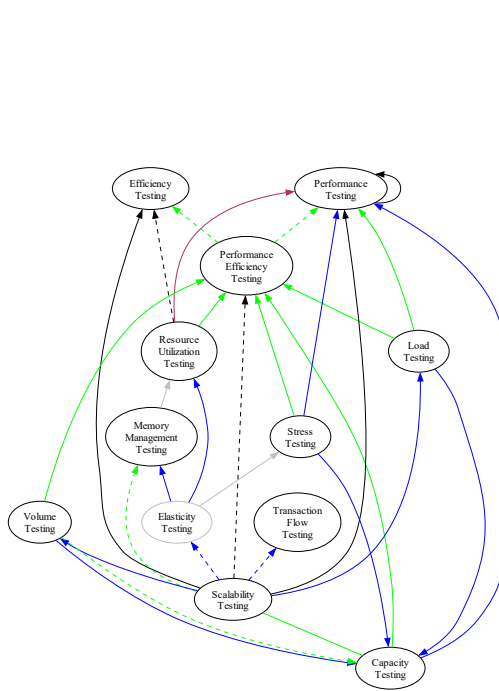 Efficiency
Testing
Performance
Testing
Performance
Efficiency
Testing
Resource
Utilization
Testing
Load
Testing
Memory
Management
Testing
Stress
Testing
Volume
Testing
Elasticity
Testing
Transaction
Flow
Testing
Scalability
Testing
Capacity
Testing